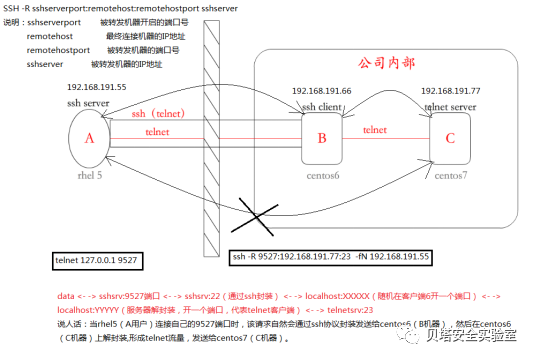 SSH -R sshserverport:remotehost:remotehostport sshserver
说明：sshserverport 被转发机器开启的端口号
remotehost 最终连接机器的IP地址
remotehostport 被转发机器的端口号
sshserver 被转发机器的IP地址
公司内部
192.168.191.55
ssh server
192.168.191.66
ssh client
192.168.191.77
telnet server
ssh（telnet）
telnet
telnet
A
B
C
rhel 5
centos6
centos7
telnet 127.0.0.1 9527
ssh -R 9527:192.168.191.77:23 -fN 192.168.191.55
data <--> sshsrv:9527端口 <--> sshsrv:22（通过ssh封装）<--> localhost:XXXXX（随机在客户端6开一个端口）<-->
localhost:YYYYY（服务器解封装，开一个端口，代表telnet客户端）<--> telnetsrv:23
说人话：当rhel5（A用户）连接自己的9527端时，该请求自然会通过ssh协议封装发送给centos6（B机器），然后在centos6
（C机器）上解封装,形成telnet流量，发送给centos7（C机器）。
贝塔安全实验室